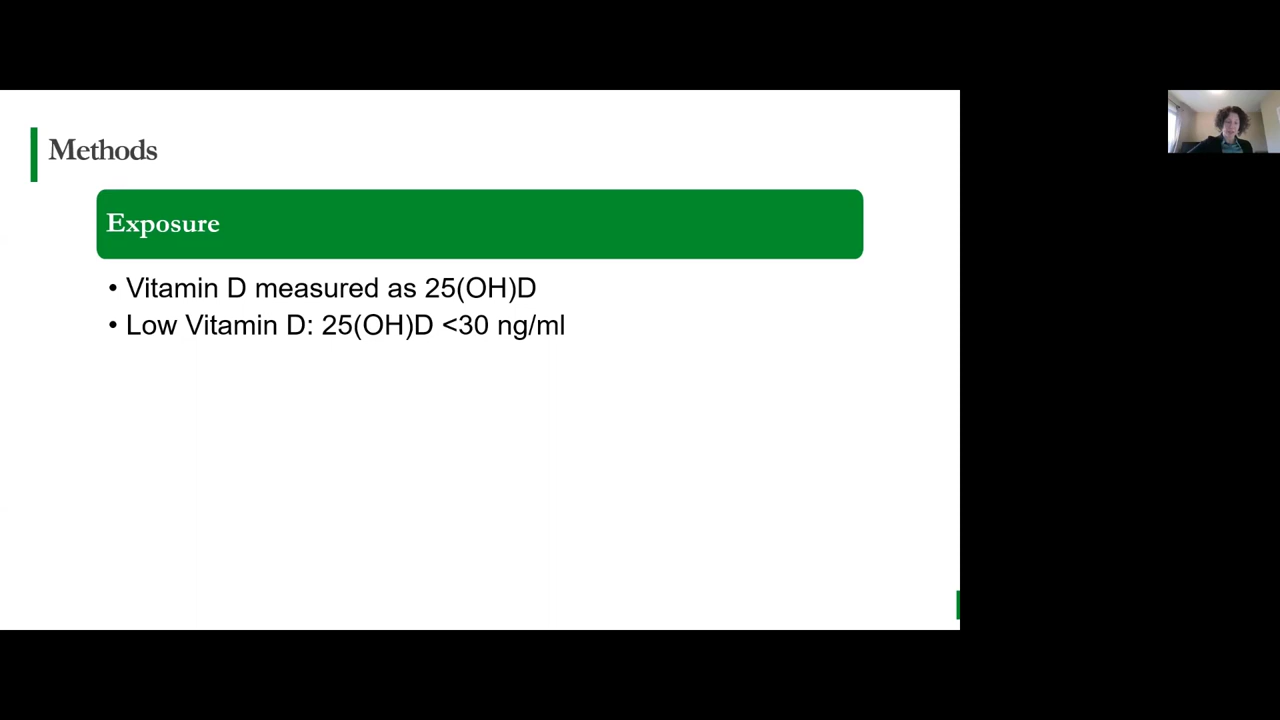 Methods
Exposure
• Vitamin D measured as 25(OH)D
• Low Vitamin D: 25(OH)D <30 ng/ml